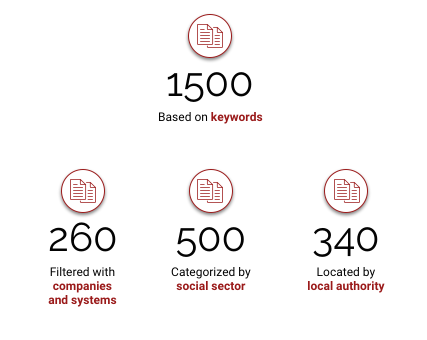 1500
Based on keywords
260
Filtered with
companies
and systems
500
Categorized by
social sector
340
Located by
local authority